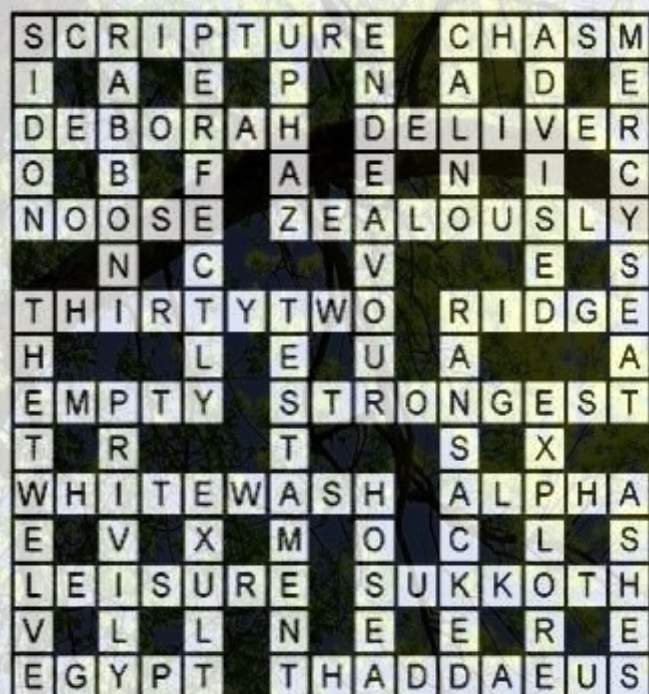 SCRIPTURE CHASM
I A E P N A D E
DEBORAH DELIVER
O B F A E N I C
NOOSE ZEALOUSLY
N C V E S
THIRTYTWO RIDGE
H L E U A A
EMPTY STRONGEST
T R T S X
WHITEWASH ALPHA
E V X M O C L S
LEISURE SUKKOTH
V L L N E E R E
EGYPT THADDAEUS